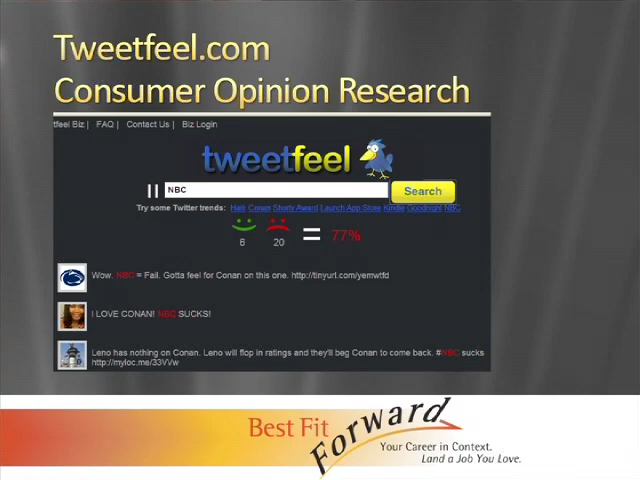 Tweetfeel.com
Consumer Opinion Research
tfeel Biz | FAQ | Contact Us | Biz Login
tweetfeel
NBC
Search
Try some Twitter trends: Haiti Conan Shorty Award Launch App Store Kindle Goodnight NBC
6 20 = 77%
Wow. NBC = Fail. Gotta feel for Conan on this one. http://tinyurl.com/yemwtfd
I LOVE CONAN! NBC SUCKS!
Leno has nothing on Conan. Leno will flop in ratings and they'll beg Conan to come back. #NBC sucks
http://myloc.me/33VVw
Best Fit
Forward
Your Career in Context.
Land a Job You Love.